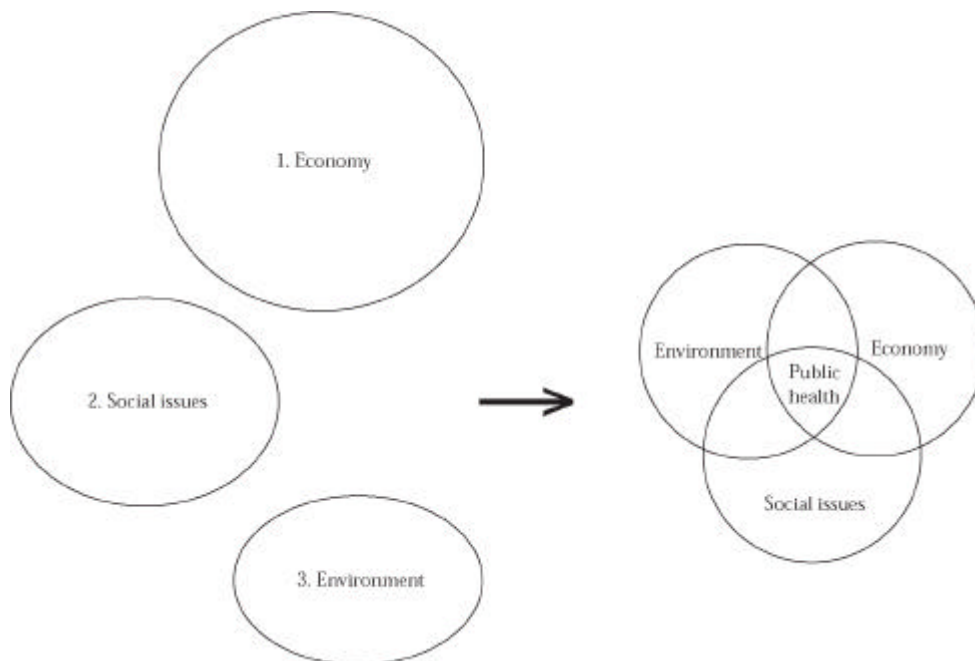 1. Economy
2. Social issues
3. Environment
Environment
Economy
Public
health
Social issues